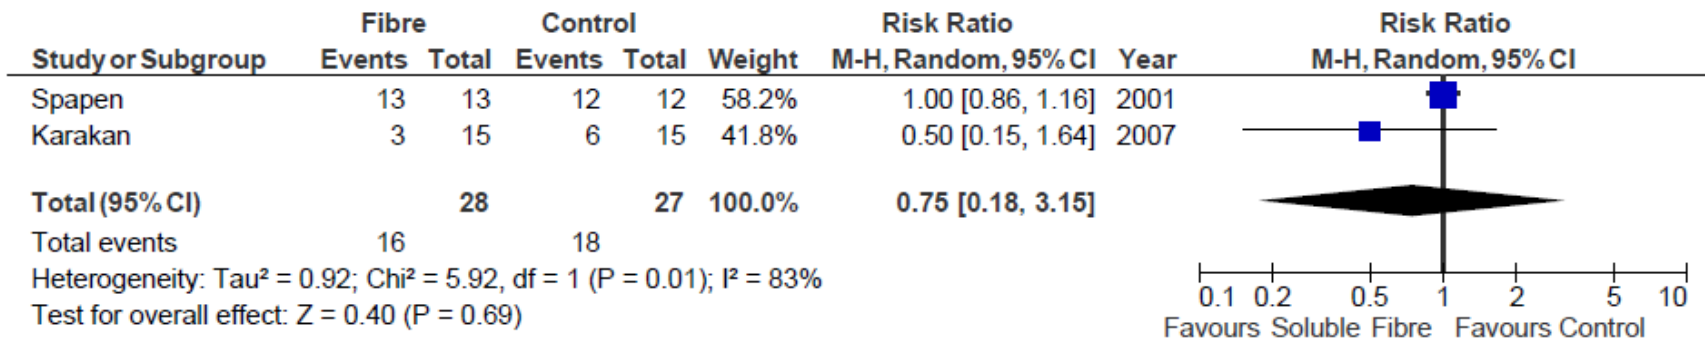 Fibre Control Risk Ratio Risk Ratio
Study or Subgroup Events Total Events Total Weight M-H, Random, 95% CI Year M-H, Random, 95% CI
Spapen 13 13 12 12 58.2% 1.00 [0.86, 1.16] 2001
Karakan 3 15 6 15 41.8% 0.50 [0.15, 1.64] 2007
Total (95% CI) 28 27 100.0% 0.75 [0.18, 3.15]
Total events 16 18
Heterogeneity: Tau² = 0.92; Chi² = 5.92, df = 1 (P = 0.01); I² = 83%
Test for overall effect: Z = 0.40 (P = 0.69)
0.1 0.2 0.5 1 2 5 10
Favours Soluble Fibre Favours Control